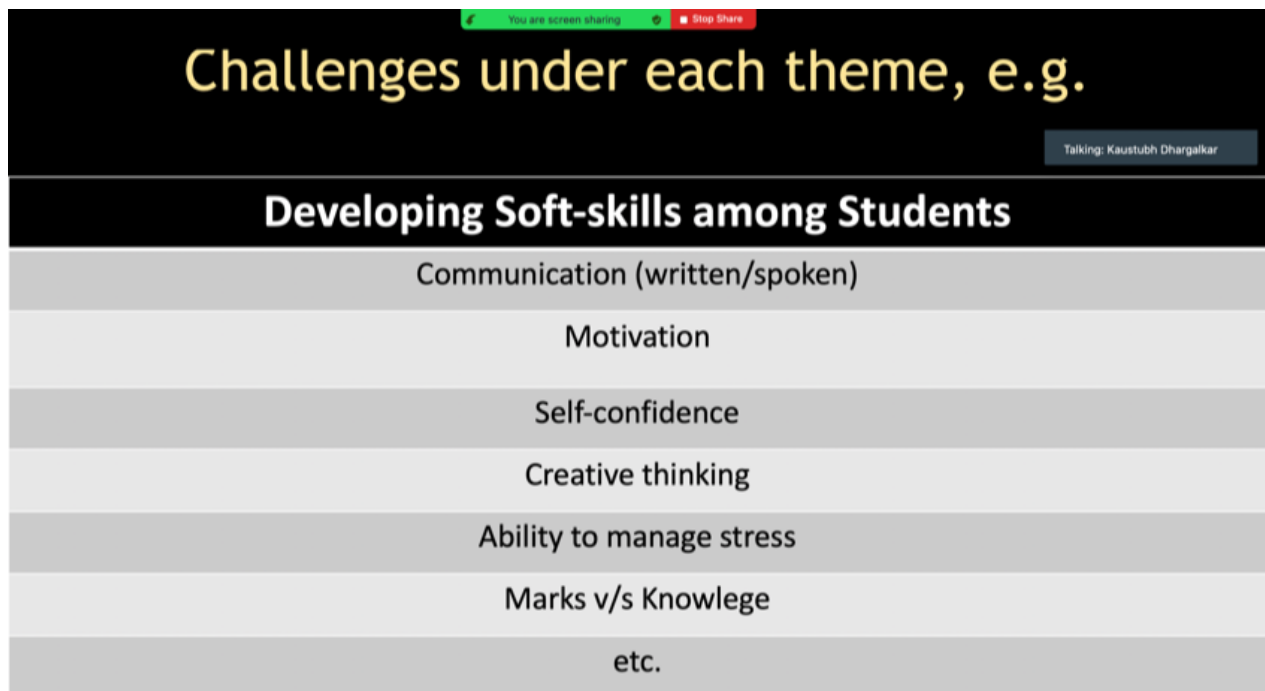 You are screen sharing Stop Share
Challenges under each theme, e.g.
Talking: Kaustubh Dhargalkar
Developing Soft-skills among Students
Communication (written/spoken)
Motivation
Self-confidence
Creative thinking
Ability to manage stress
Marks v/s Knowlege
etc.